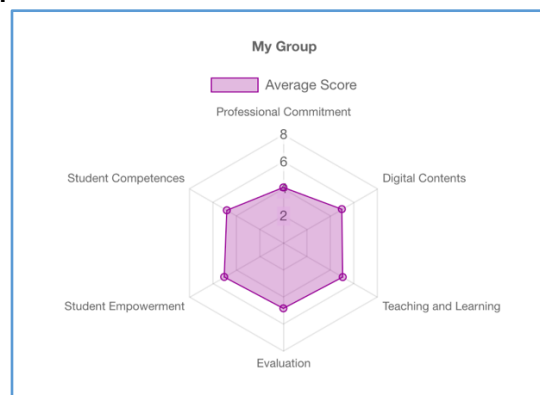 My Group
Average Score
Professional Commitment
8
6
4
2
Student Competences
Digital Contents
Student Empowerment
Teaching and Learning
Evaluation